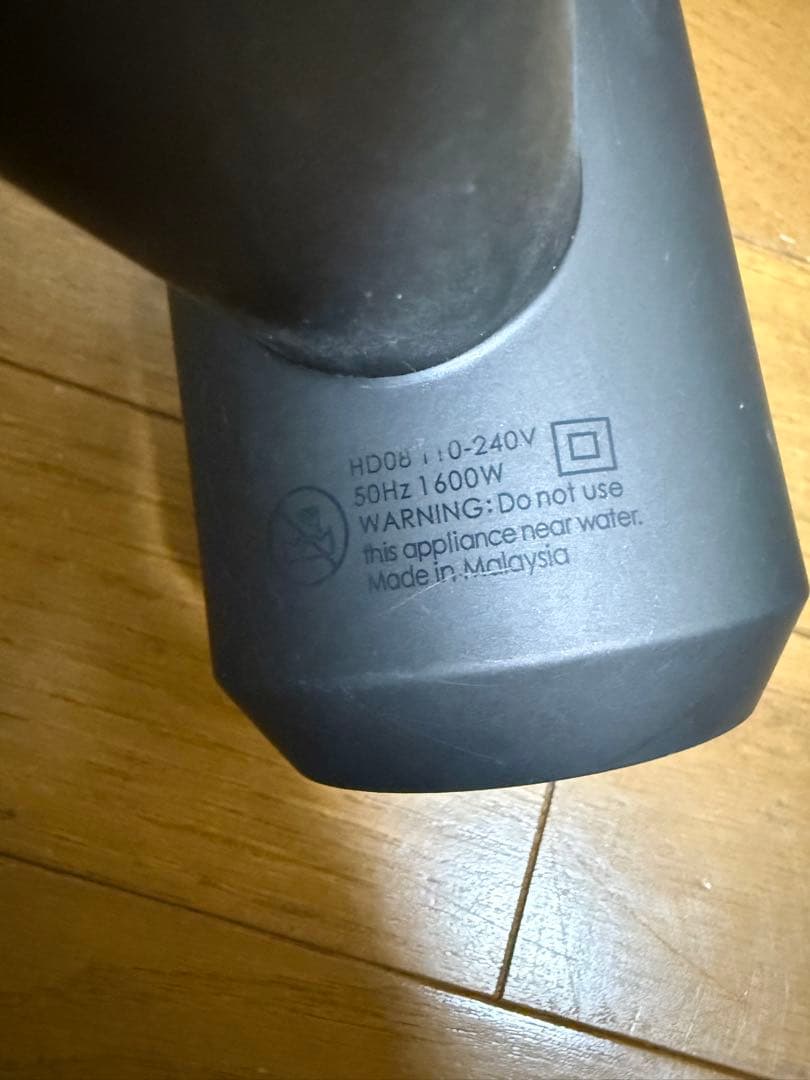 HD08 110-240V
50Hz 1600W
WARNING: Do not use
this appliance near water.
Made in Malaysia